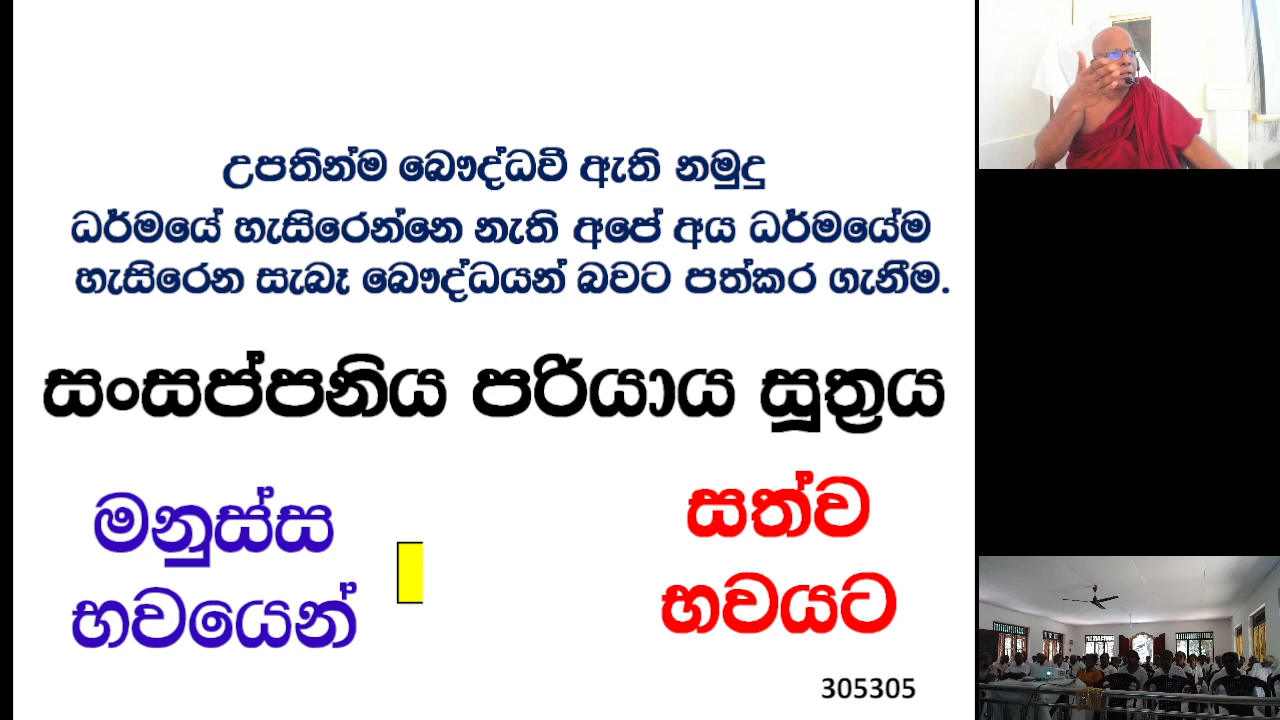 උපතින්ම බෞද්ධවී ඇති නමුදු
ධර්මයේ හැසිරෙන්නෙ නැති අපේ අය ධර්මයේම
හැසිරෙන සැබෑ බෞද්ධයන් බවට පත්කර ගැනීම.
සංසප්පනිය පරියාය සූත්‍රය
මනුස්ස
භවයෙන්
සත්ව
භවයට
305305